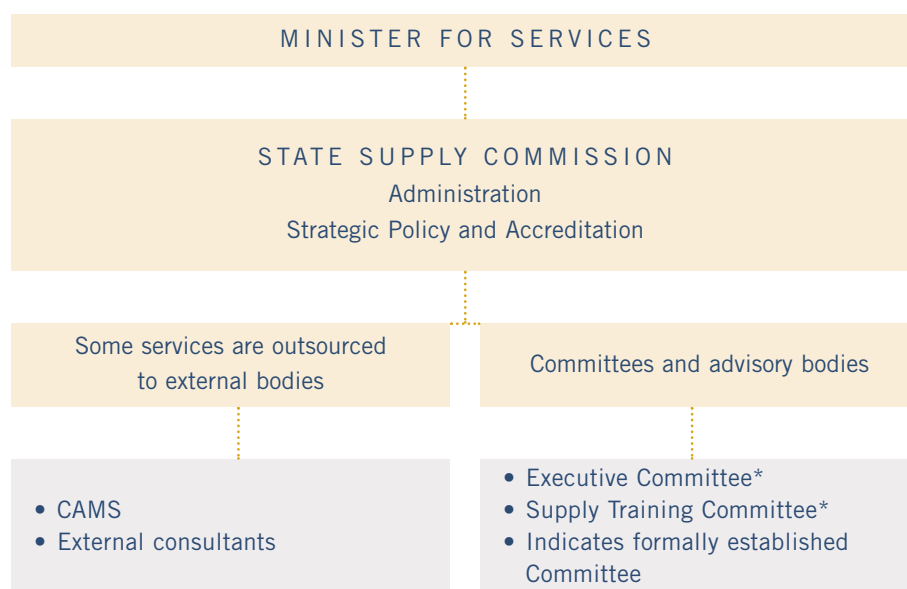 MINISTER FOR SERVICES
STATE SUPPLY COMMISSION
Administration
Strategic Policy and Accreditation
Some services are outsourced
to external bodies
Committees and advisory bodies
• CAMS
• External consultants
• Executive Committee*
• Supply Training Committee*
• Indicates formally established
Committee